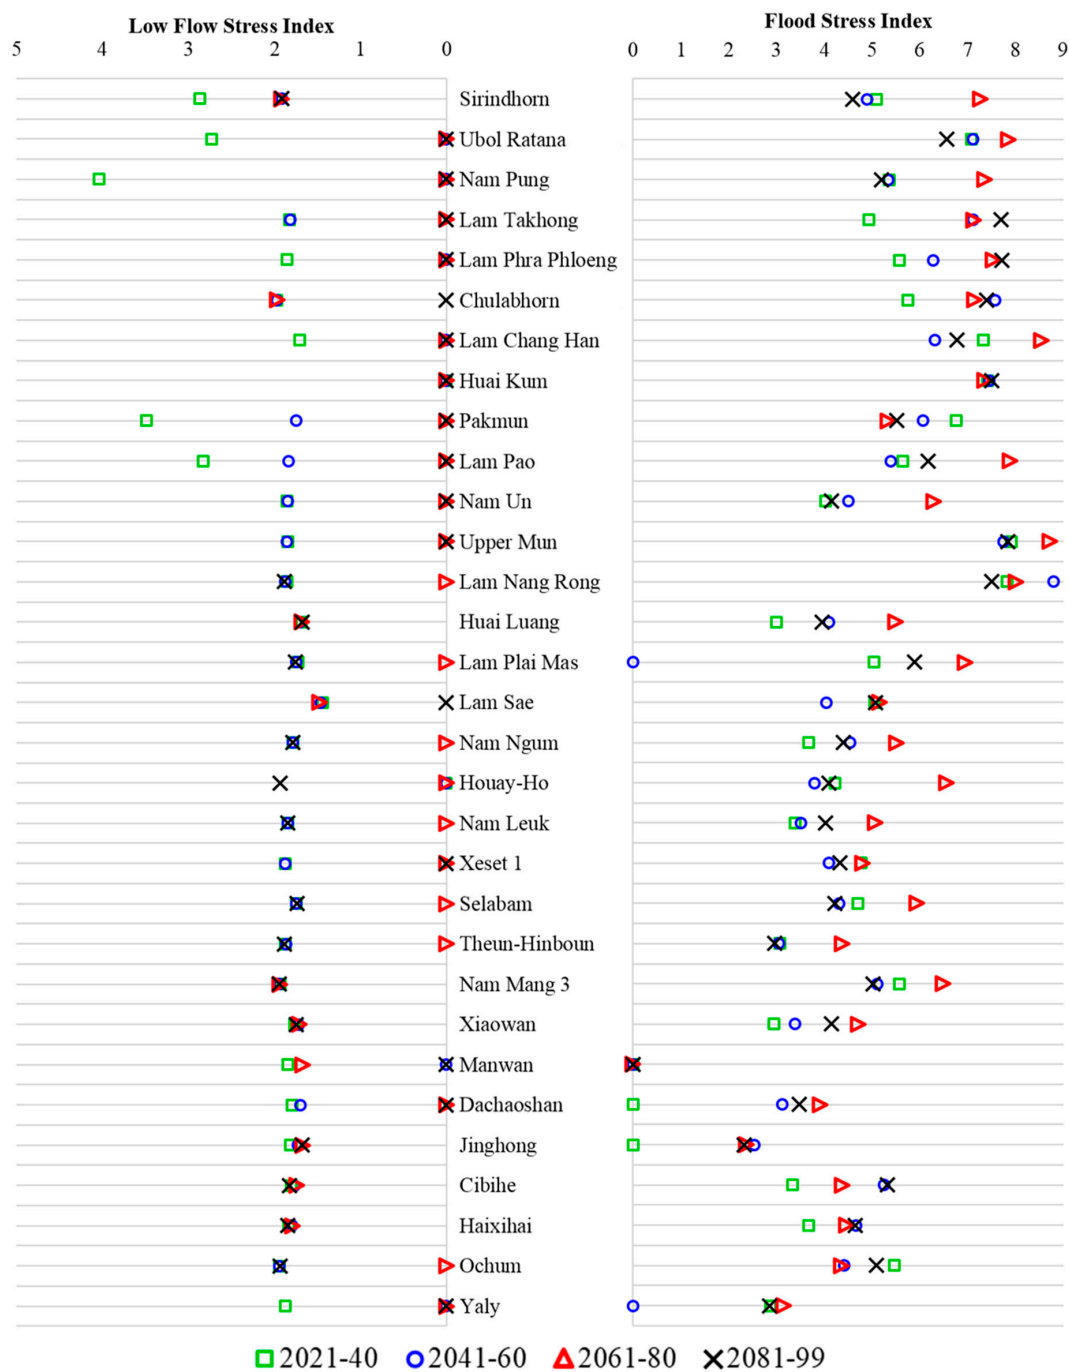 Low Flow Stress Index
Flood Stress Index
5 4 3 2 1 0
0 1 2 3 4 5 6 7 8 9
Sirindhorn
Ubol Ratana
Nam Pung
Lam Takhong
Lam Phra Phloeng
Chulabhorn
Lam Chang Han
Huai Kum
Pakmun
Lam Pao
Nam Un
Upper Mun
Lam Nang Rong
Huai Luang
Lam Plai Mas
Lam Sae
Nam Ngum
Houay-Ho
Nam Leuk
Xeset 1
Selabam
Theun-Hinboun
Nam Mang 3
Xiaowan
Manwan
Dachaoshan
Jinghong
Cibihe
Haixihai
Ochum
Yaly
2021-40 2041-60 2061-80 2081-99